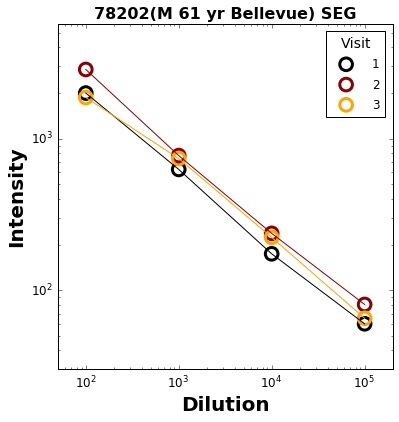 78202(M 61 yr Bellevue) SEG
Visit
1
2
3
10³
10²
Intensity
10² 10³ 10⁴ 10⁵
Dilution